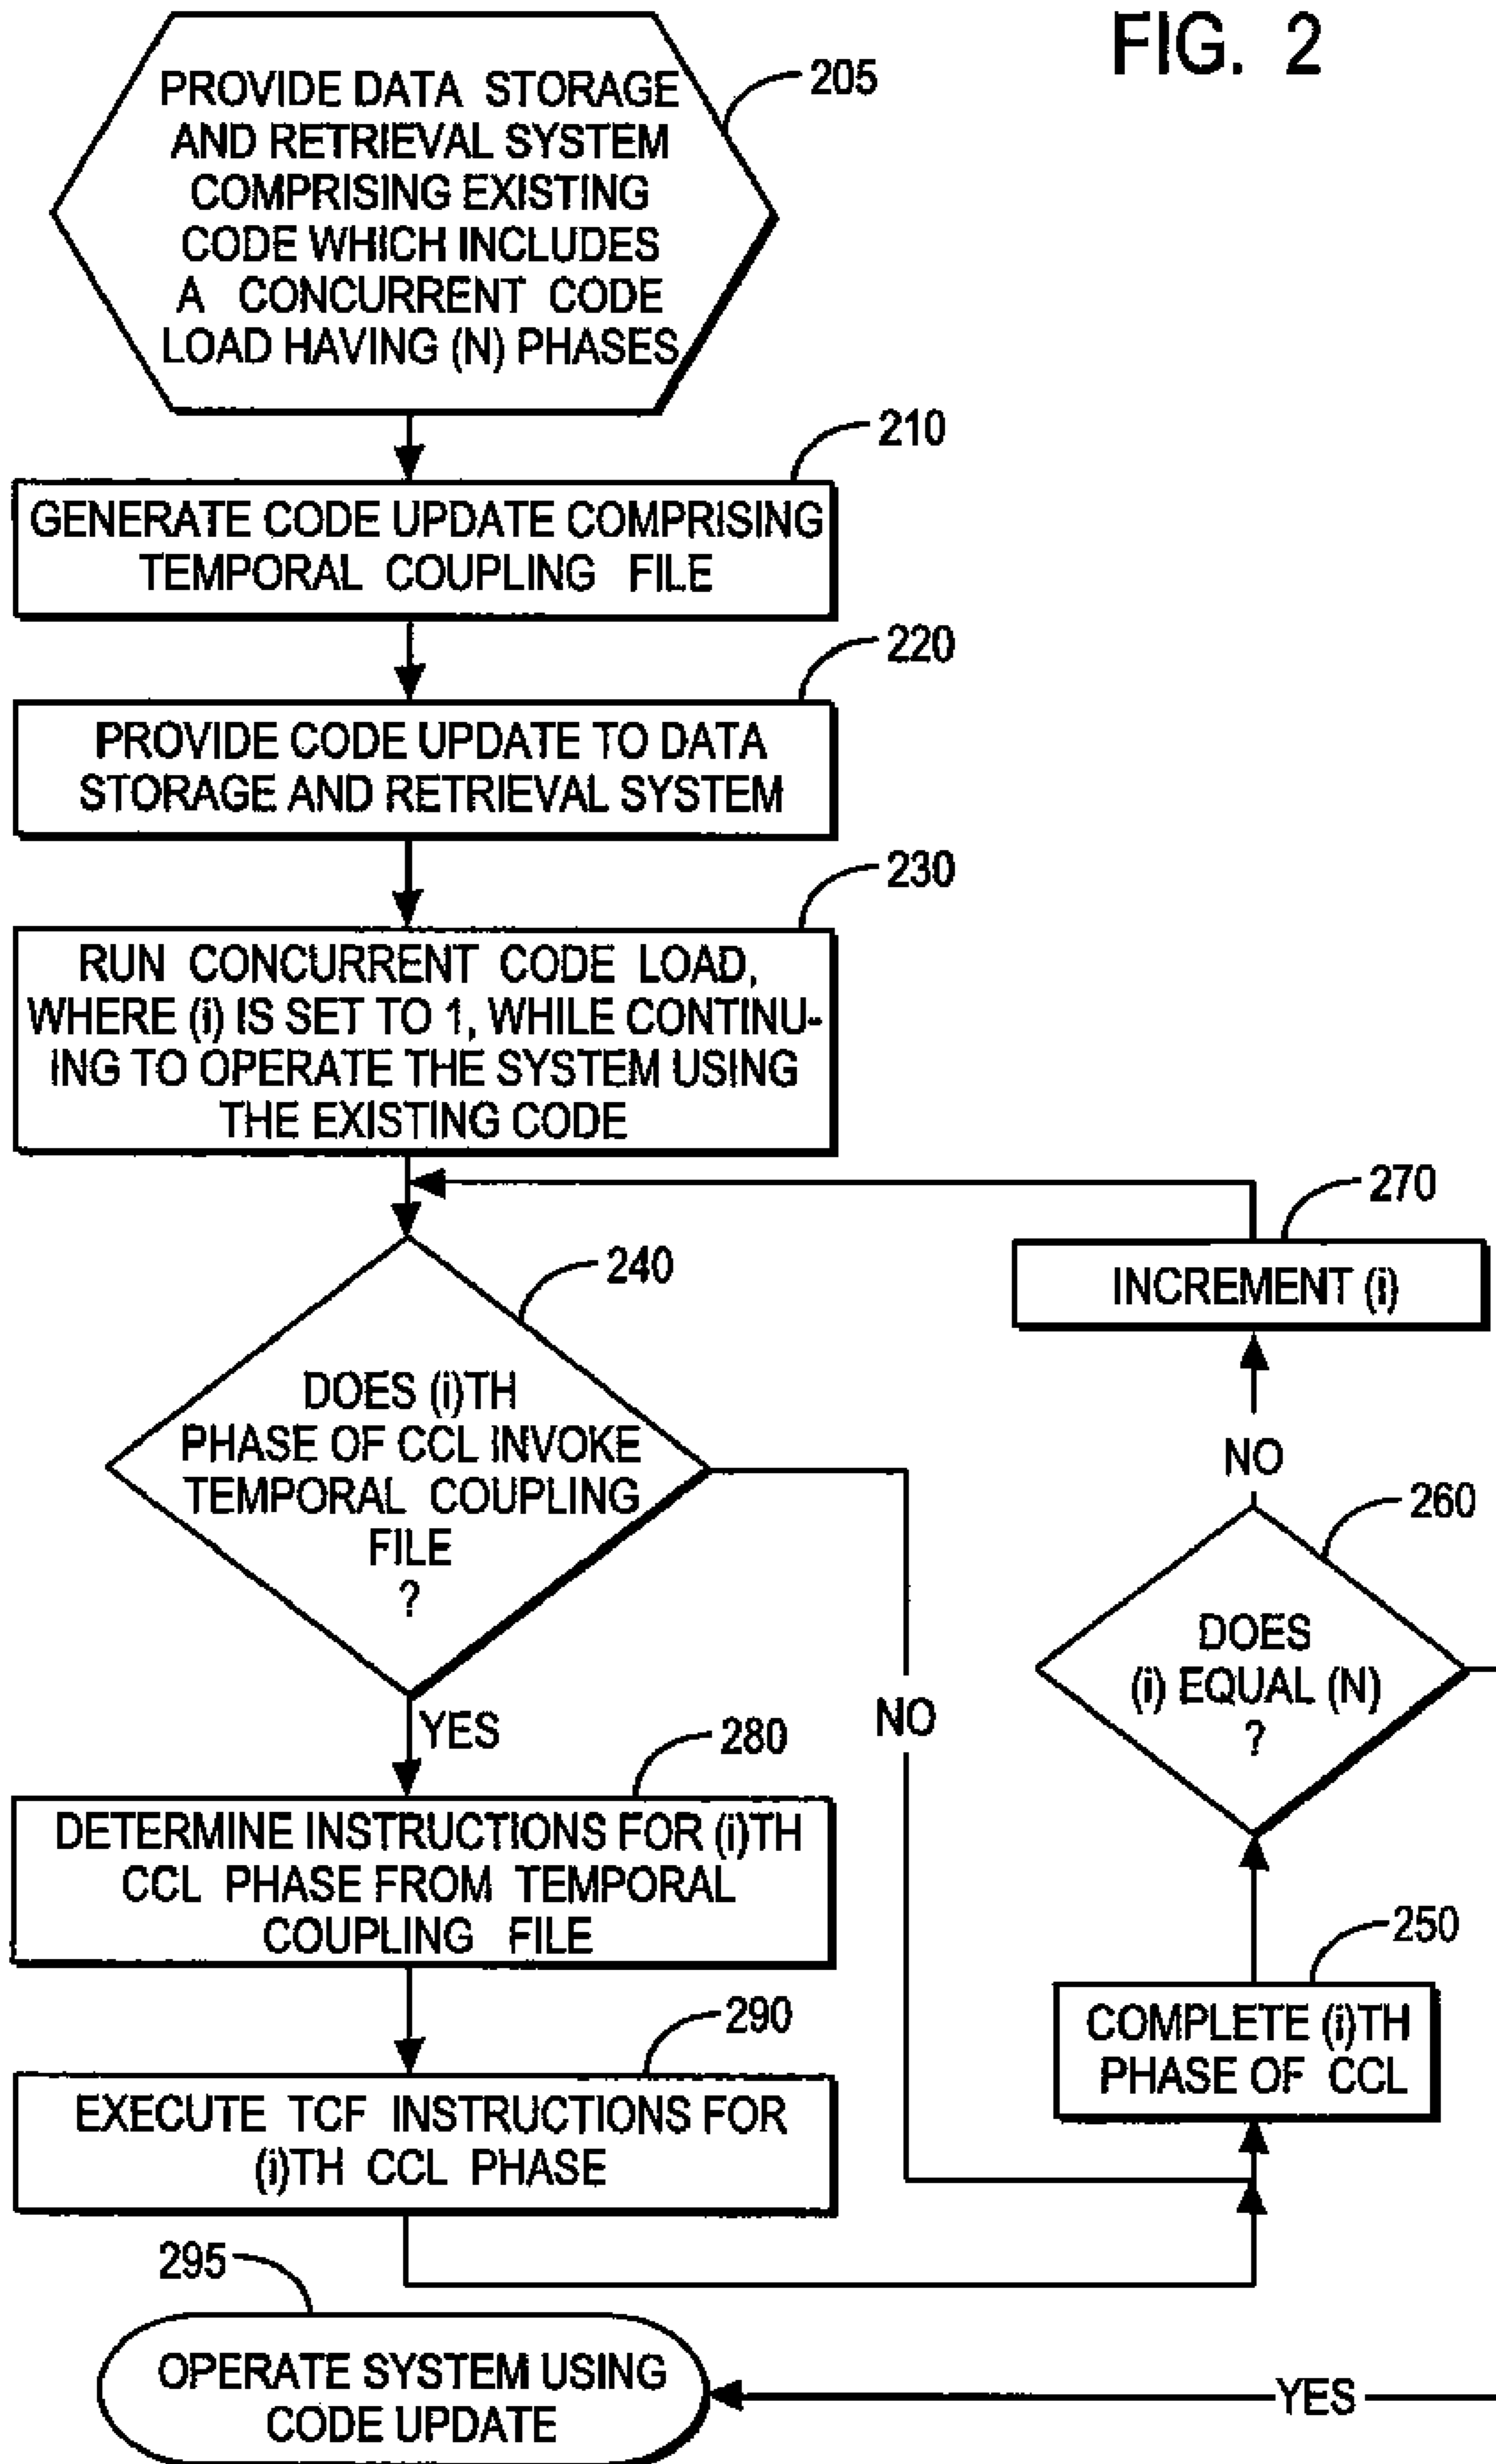 FIG. 2
PROVIDE DATA STORAGE
AND RETRIEVAL SYSTEM
COMPRISING EXISTING
CODE WHICH INCLUDES
A CONCURRENT CODE
LOAD HAVING (N) PHASES
205
210
GENERATE CODE UPDATE COMPRISING
TEMPORAL COUPLING FILE
220
PROVIDE CODE UPDATE TO DATA
STORAGE AND RETRIEVAL SYSTEM
230
RUN CONCURRENT CODE LOAD,
WHERE (i) IS SET TO 1, WHILE CONTINU-
ING TO OPERATE THE SYSTEM USING
THE EXISTING CODE
240
DOES (i)TH
PHASE OF CCL INVOKE
TEMPORAL COUPLING
FILE
?
YES
NO
280
DETERMINE INSTRUCTIONS FOR (i)TH
CCL PHASE FROM TEMPORAL
COUPLING FILE
290
EXECUTE TCF INSTRUCTIONS FOR
(i)TH CCL PHASE
250
COMPLETE (i)TH
PHASE OF CCL
260
DOES
(i) EQUAL (N)
?
NO
270
INCREMENT (i)
YES
295
OPERATE SYSTEM USING
CODE UPDATE